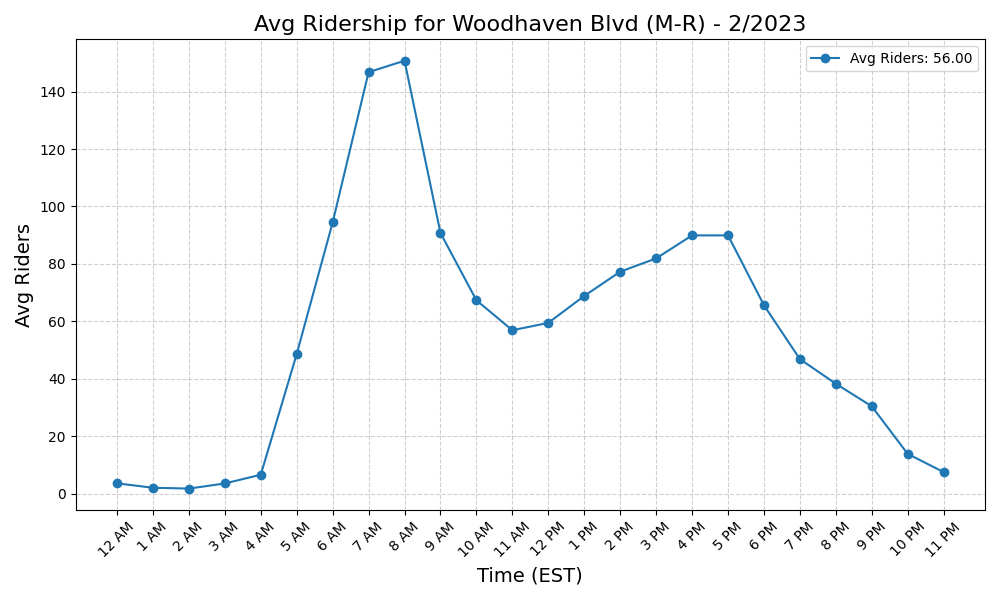 Avg Ridership for Woodhaven Blvd (M-R) - 2/2023
Avg Riders: 56.00
Avg Riders
140
120
100
80
60
40
20
0
12 AM
1 AM
2 AM
3 AM
4 AM
5 AM
6 AM
7 AM
8 AM
9 AM
10 AM
11 AM
12 PM
1 PM
2 PM
3 PM
4 PM
5 PM
6 PM
7 PM
8 PM
9 PM
10 PM
11 PM
Time (EST)